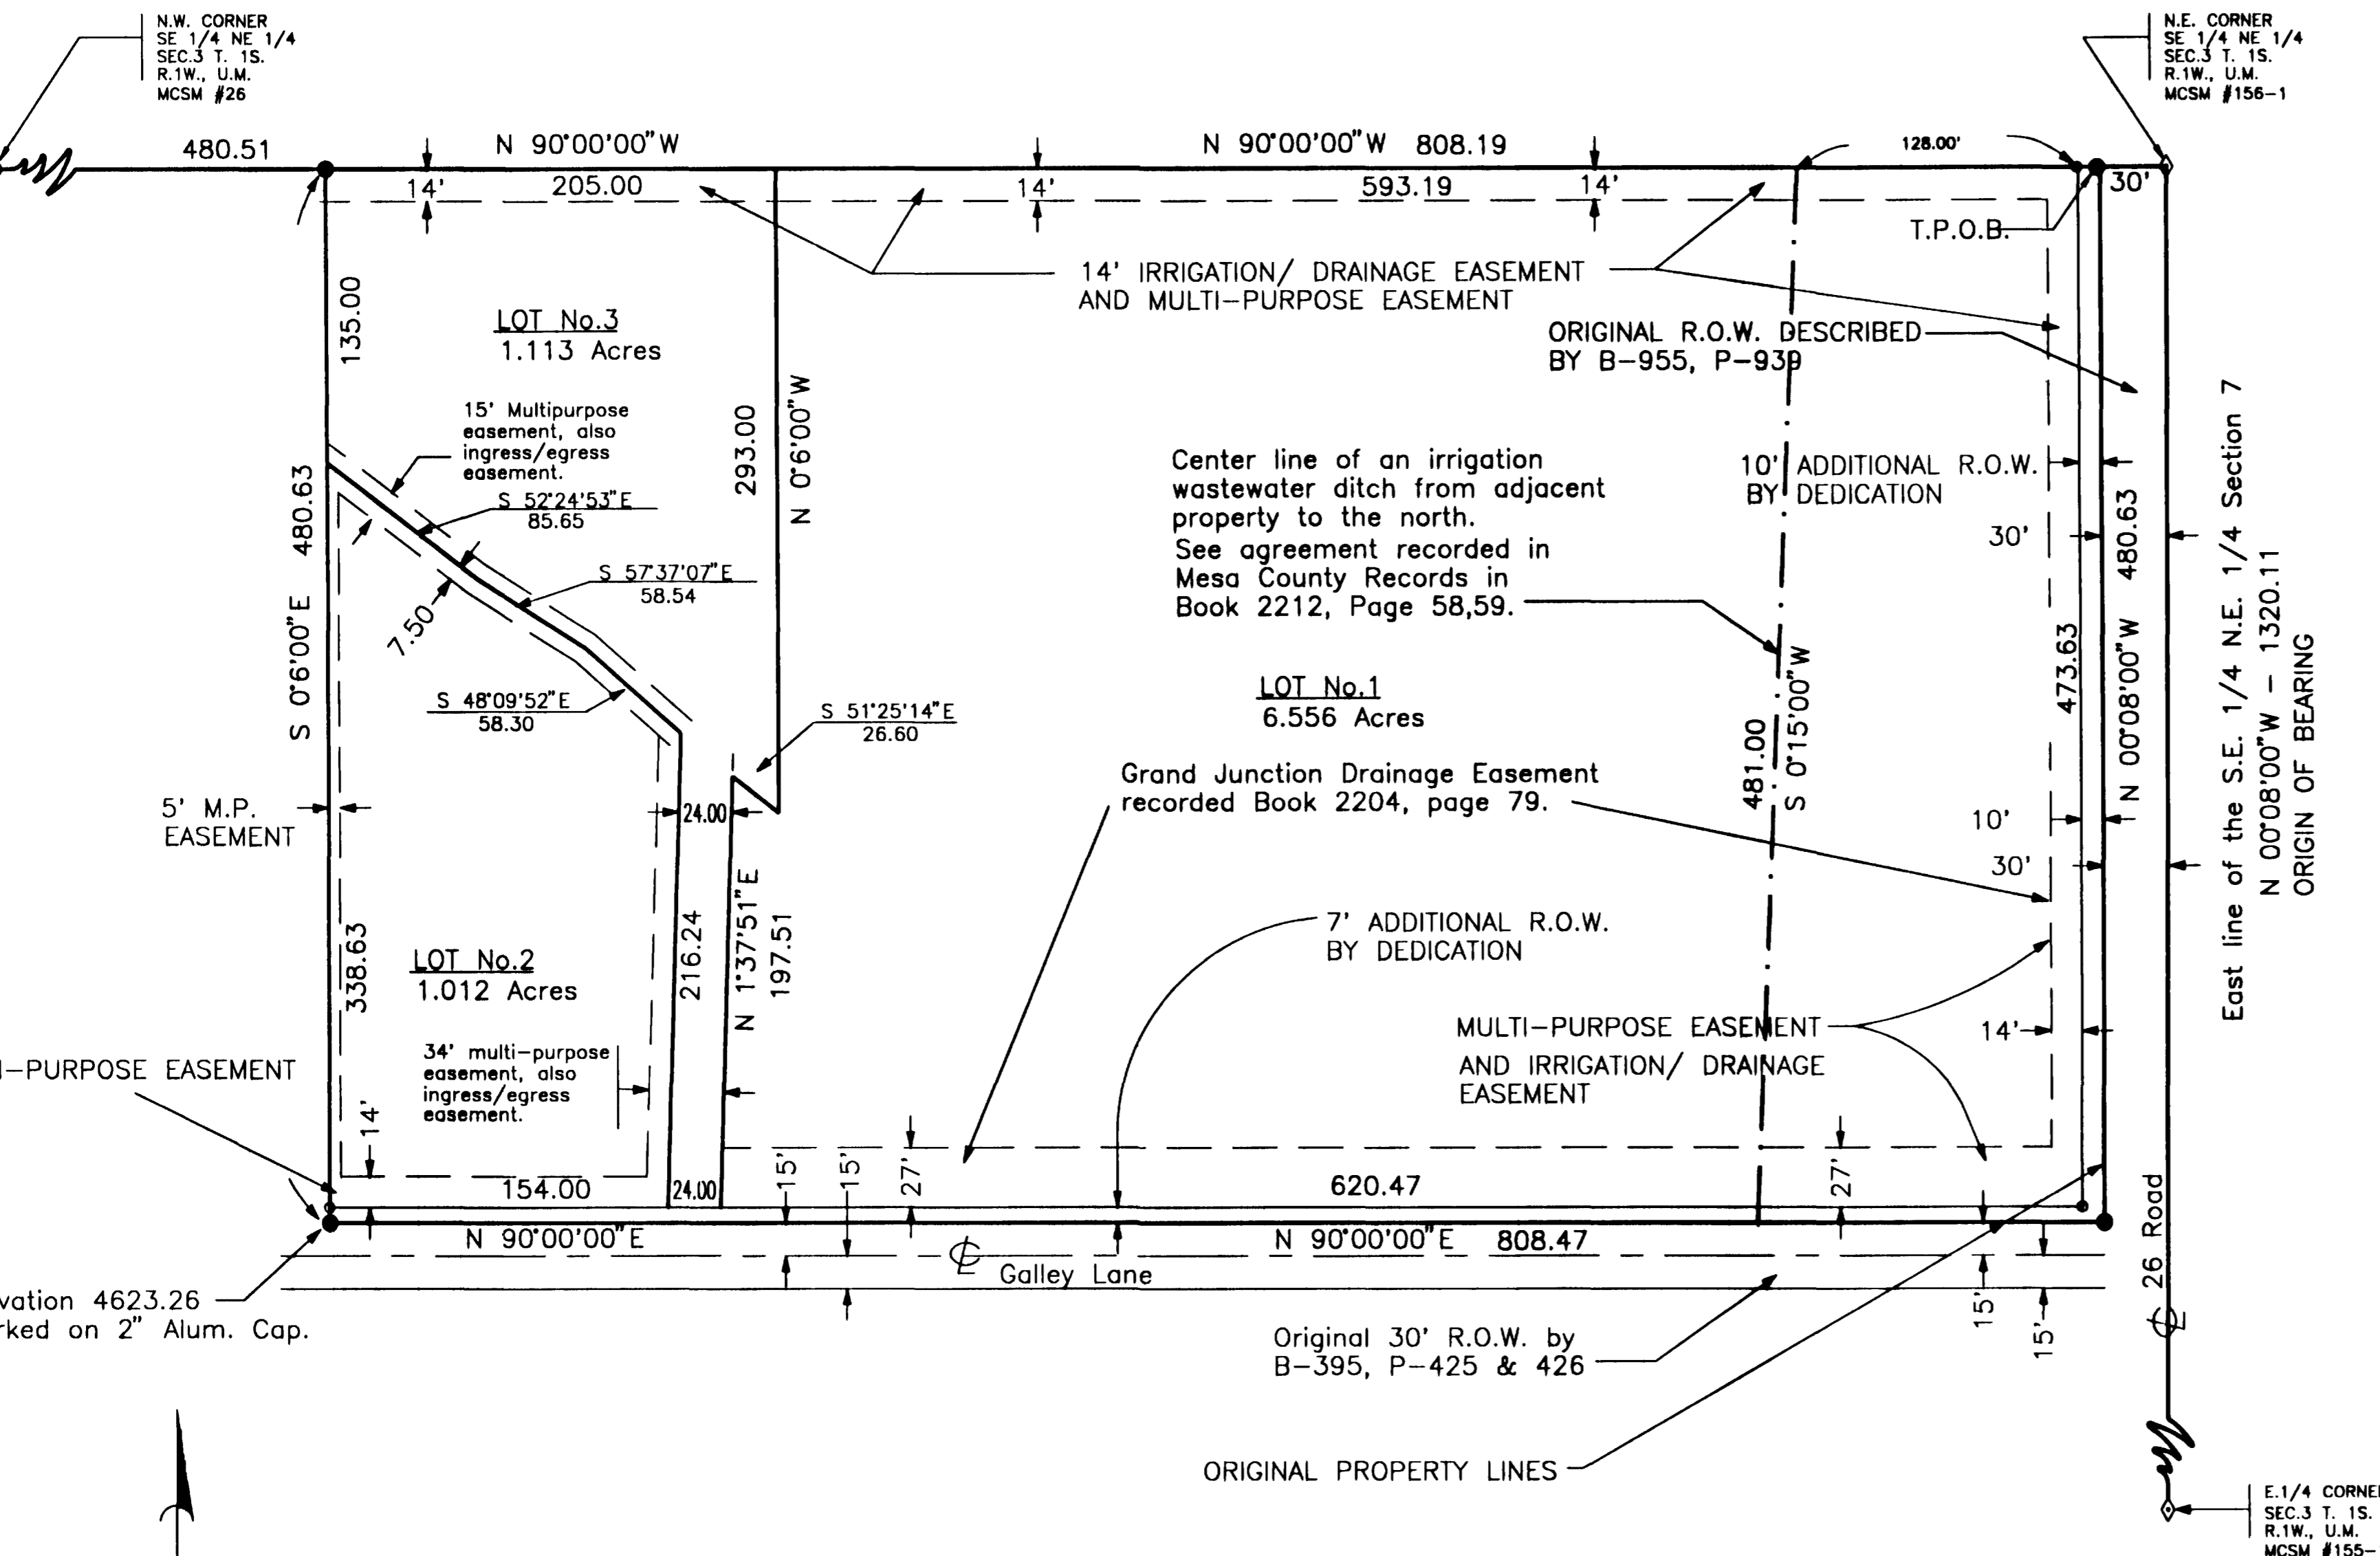 N.W. CORNER
SE 1/4 NE 1/4
SEC.3 T. 1S.
R.1W., U.M.
MCSM #26
N.E. CORNER
SE 1/4 NE 1/4
SEC.3 T. 1S.
R.1W., U.M.
MCSM #156-1
480.51
N 90°00'00"W
N 90°00'00"W 808.19
128.00'
14'
205.00
14'
593.19
14'
30'
T.P.O.B.
14' IRRIGATION/ DRAINAGE EASEMENT
AND MULTI-PURPOSE EASEMENT
135.00
LOT No.3
1.113 Acres
ORIGINAL R.O.W. DESCRIBED
BY B-955, P-939
15' Multipurpose
easement, also
ingress/egress
easement.
293.00
N 0°6'00"W
S 52°24'53"E
85.65
S 57°37'07"E
58.54
7.50
S 48°09'52"E
58.30
S 51°25'14"E
26.60
S 0°6'00"E 480.63
Center line of an irrigation
wastewater ditch from adjacent
property to the north.
See agreement recorded in
Mesa County Records in
Book 2212, Page 58,59.
10' ADDITIONAL R.O.W.
BY DEDICATION
30'
473.63
N 00°08'00"W 480.63
East line of the S.E. 1/4 N.E. 1/4 Section 7
N 00°08'00"W - 1320.11
ORIGIN OF BEARING
LOT No.1
6.556 Acres
481.00
S 0°15'00"W
Grand Junction Drainage Easement
recorded Book 2204, page 79.
5' M.P.
EASEMENT
24.00
10'
30'
338.63
LOT No.2
1.012 Acres
216.24
N 1°37'51"E
197.51
7' ADDITIONAL R.O.W.
BY DEDICATION
MULTI-PURPOSE EASEMENT
AND IRRIGATION/ DRAINAGE
EASEMENT
14'
-PURPOSE EASEMENT
34' multi-purpose
easement, also
ingress/egress
easement.
14'
154.00
24.00
15'
15'
27'
620.47
27'
N 90°00'00"E
N 90°00'00"E 808.47
Galley Lane
15'
15'
26 Road
vation 4623.26
rked on 2" Alum. Cap.
Original 30' R.O.W. by
B-395, P-425 & 426
ORIGINAL PROPERTY LINES
E.1/4 CORNER
SEC.3 T. 1S.
R.1W., U.M.
MCSM #155-